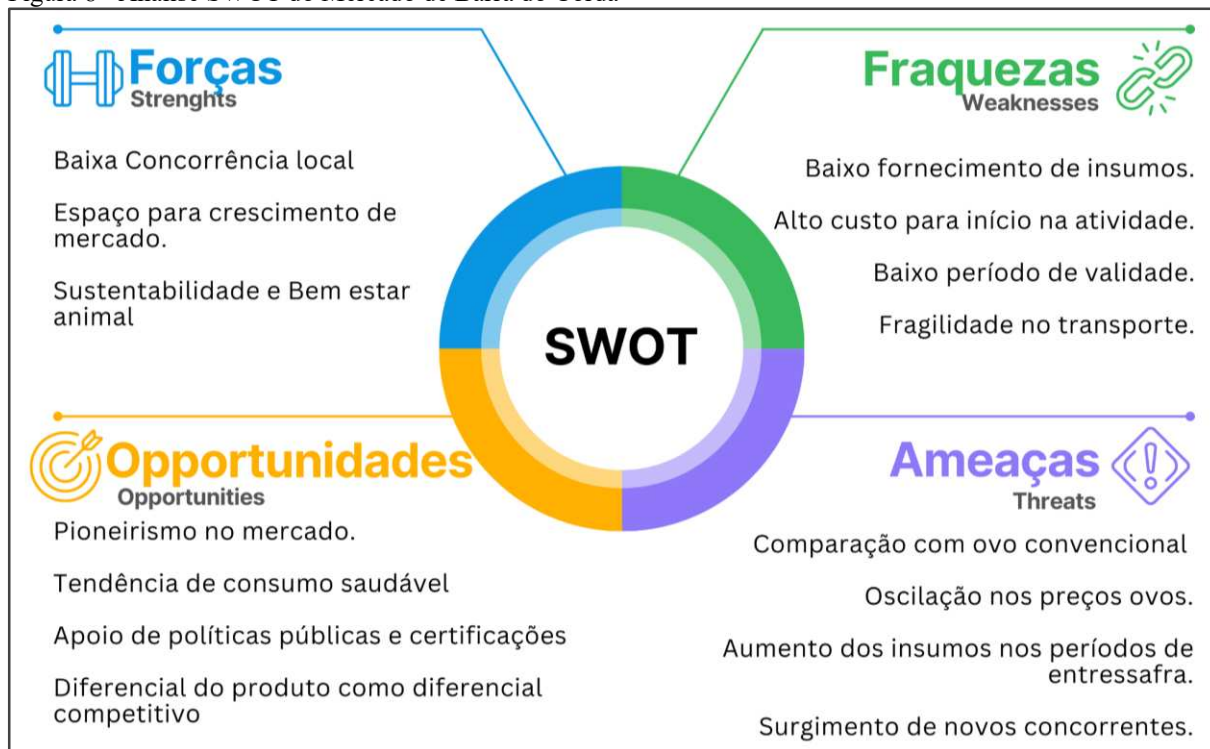 Forças
Strenghts
Baixa Concorrência local
Espaço para crescimento de
mercado.
Sustentabilidade e Bem estar
animal
Fraquezas
Weaknesses
Baixo fornecimento de insumos.
Alto custo para início na atividade.
Baixo período de validade.
Fragilidade no transporte.
SWOT
Opportunidades
Opportunities
Pioneirismo no mercado.
Tendência de consumo saudável
Apoio de políticas públicas e certificações
Diferencial do produto como diferencial
competitivo
Ameaças
Threats
Comparação com ovo convencional
Oscilação nos preços ovos.
Aumento dos insumos nos períodos de
entressafra.
Surgimento de novos concorrentes.